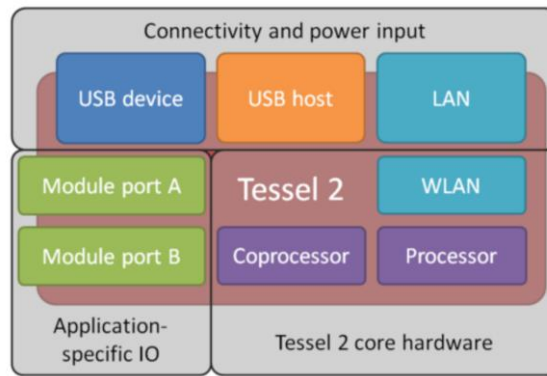 Connectivity and power input
USB device
USB host
LAN
Module port A
Tessel 2
WLAN
Module port B
Coprocessor
Processor
Application-
specific IO
Tessel 2 core hardware